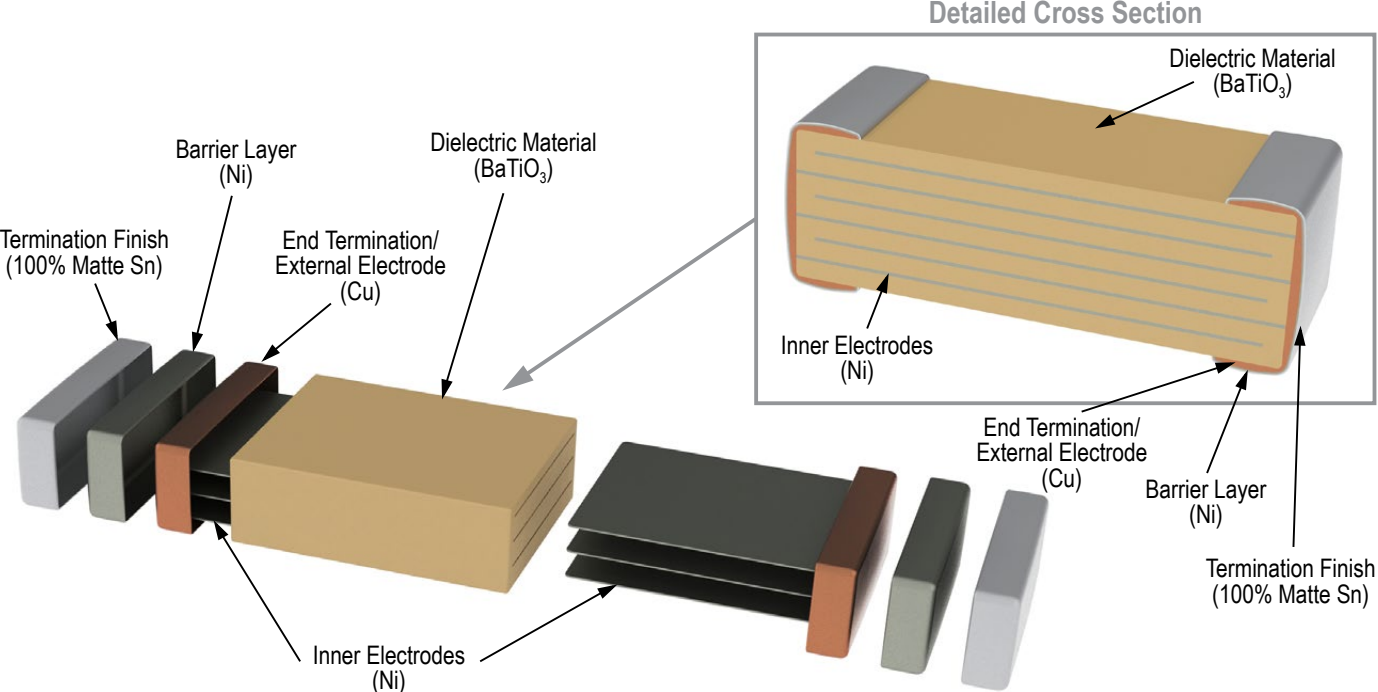 Detailed Cross Section
Dielectric Material
(BaTiO₃)
Inner Electrodes
(Ni)
End Termination/
External Electrode
(Cu)
Barrier Layer
(Ni)
Termination Finish
(100% Matte Sn)
Dielectric Material
(BaTiO₃)
Barrier Layer
(Ni)
Termination Finish
(100% Matte Sn)
End Termination/
External Electrode
(Cu)
Inner Electrodes
(Ni)